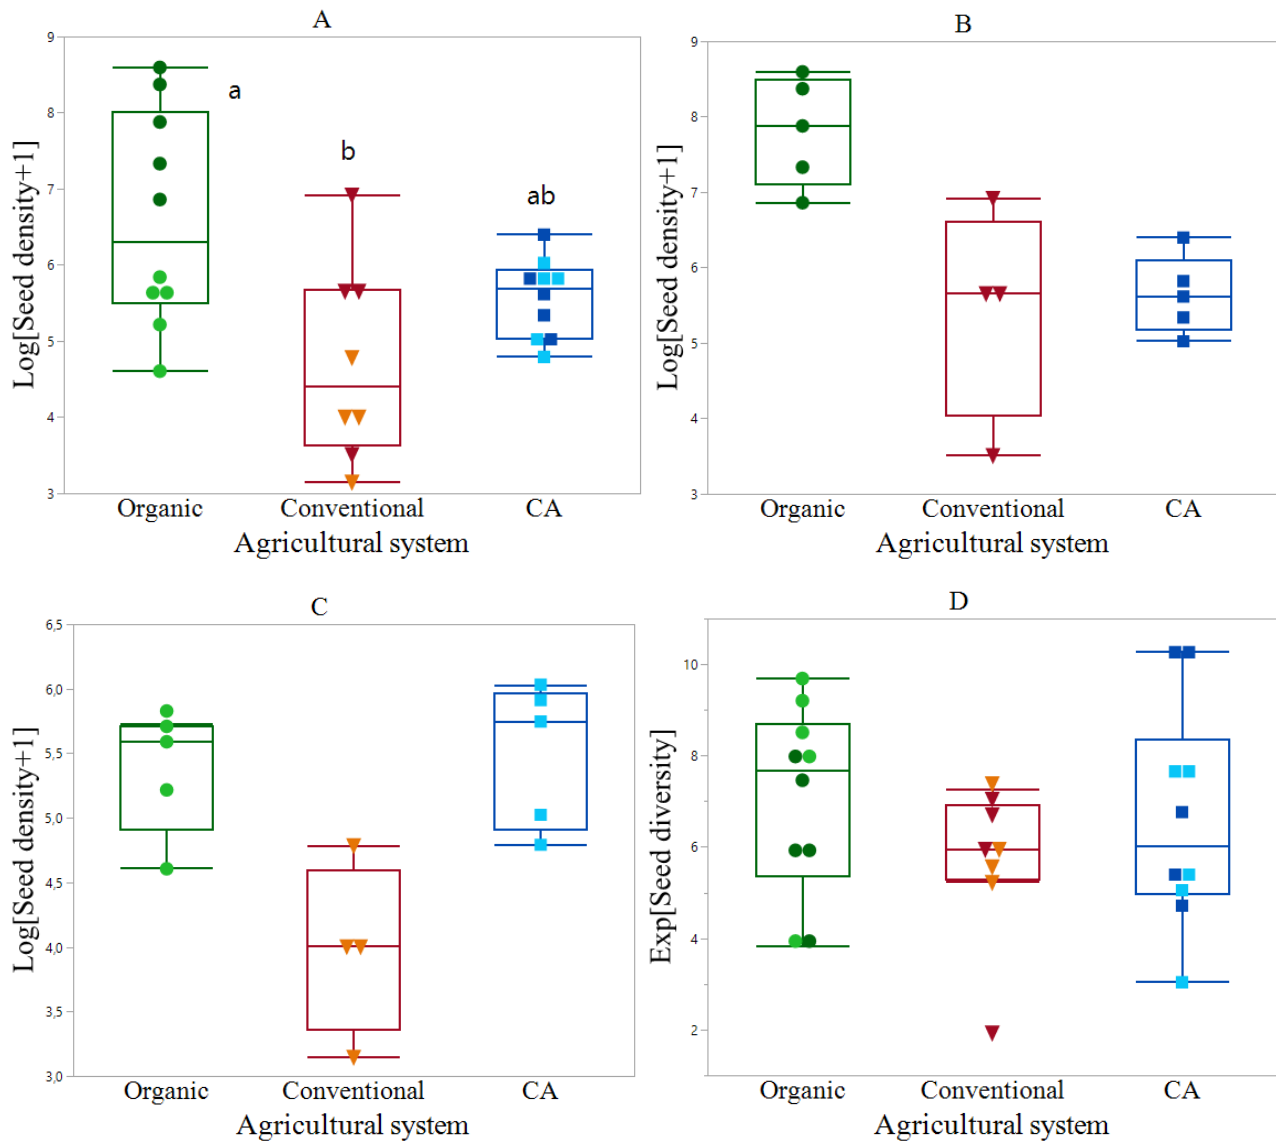 A
Log[Seed density+1]
9
8
7
6
5
4
3
a
b
ab
Organic Conventional CA
Agricultural system
B
Log[Seed density+1]
9
8
7
6
5
4
3
Organic Conventional CA
Agricultural system
C
Log[Seed density+1]
6,5
6,0
5,5
5,0
4,5
4,0
3,5
3,0
Organic Conventional CA
Agricultural system
D
Exp[Seed diversity]
10
8
6
4
2
Organic Conventional CA
Agricultural system